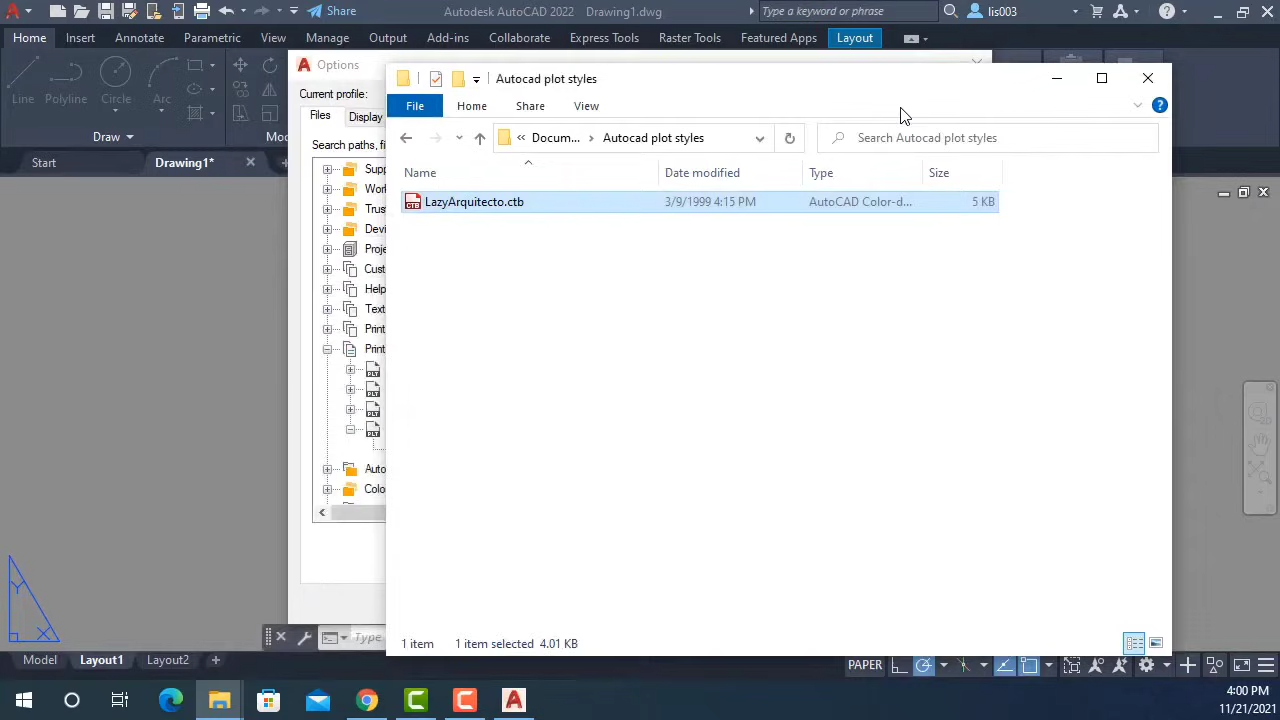 Share
Autodesk AutoCAD 2022 Drawing1.dwg
Type a keyword or phrase
lis003
Home Insert Annotate Parametric View Manage Output Add-ins Collaborate Express Tools Raster Tools Featured Apps Layout
Line Polyline Circle Arc
Draw
Start Drawing1*
Options
Current profile:
Files Display
Search paths, fi
Autocad plot styles
File Home Share View
Docum... Autocad plot styles
Search Autocad plot styles
Name Date modified Type Size
LazyArquitecto.ctb 3/9/1999 4:15 PM AutoCAD Color-d... 5 KB
1 item 1 item selected 4.01 KB
Y
X
Type
Model Layout1 Layout2
PAPER
4:00 PM
11/21/2021